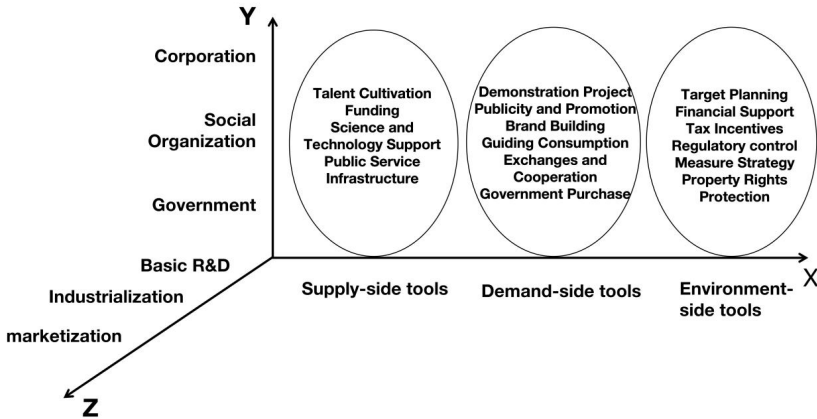 Y
Corporation
Social
Organization
Government
Basic R&D
Industrialization
marketization
Z
Talent Cultivation
Funding
Science and
Technology Support
Public Service
Infrastructure
Supply-side tools
Demonstration Project
Publicity and Promotion
Brand Building
Guiding Consumption
Exchanges and
Cooperation
Government Purchase
Demand-side tools
Target Planning
Financial Support
Tax Incentives
Regulatory control
Measure Strategy
Property Rights
Protection
Environment-
side tools
X